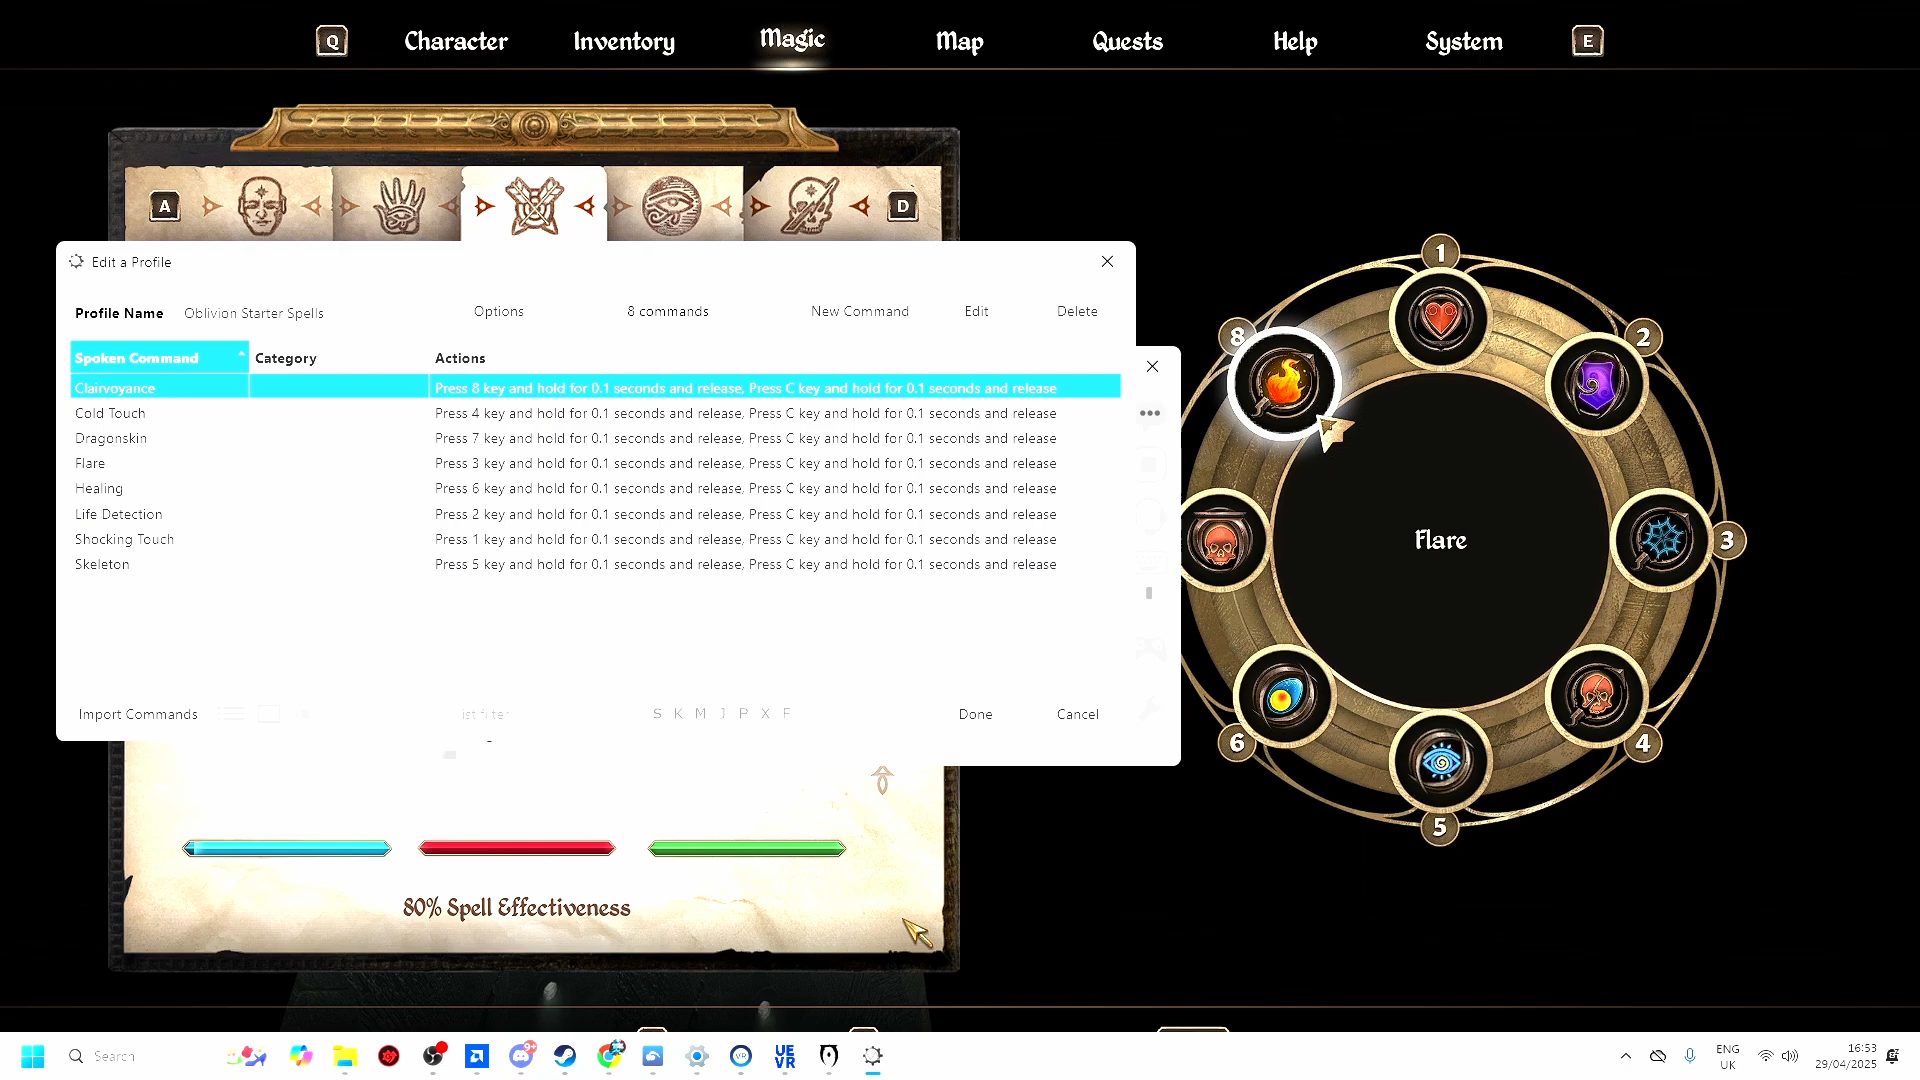 Q Character Inventory Magic Map Quests Help System E
A D
Edit a Profile
Profile Name Oblivion Starter Spells Options 8 commands New Command Edit Delete
Spoken Command Category Actions
Clairvoyance Press 8 key and hold for 0.1 seconds and release, Press C key and hold for 0.1 seconds and release
Cold Touch Press 4 key and hold for 0.1 seconds and release, Press C key and hold for 0.1 seconds and release
Dragonskin Press 7 key and hold for 0.1 seconds and release, Press C key and hold for 0.1 seconds and release
Flare Press 3 key and hold for 0.1 seconds and release, Press C key and hold for 0.1 seconds and release
Healing Press 6 key and hold for 0.1 seconds and release, Press C key and hold for 0.1 seconds and release
Life Detection Press 2 key and hold for 0.1 seconds and release, Press C key and hold for 0.1 seconds and release
Shocking Touch Press 1 key and hold for 0.1 seconds and release, Press C key and hold for 0.1 seconds and release
Skeleton Press 5 key and hold for 0.1 seconds and release, Press C key and hold for 0.1 seconds and release
Import Commands ist filter S K M J P X F Done Cancel
1
8 2
Flare 3
6 4
5
80% Spell Effectiveness
Search 9+ VR UE VR ENG UK 16:53 29/04/2025